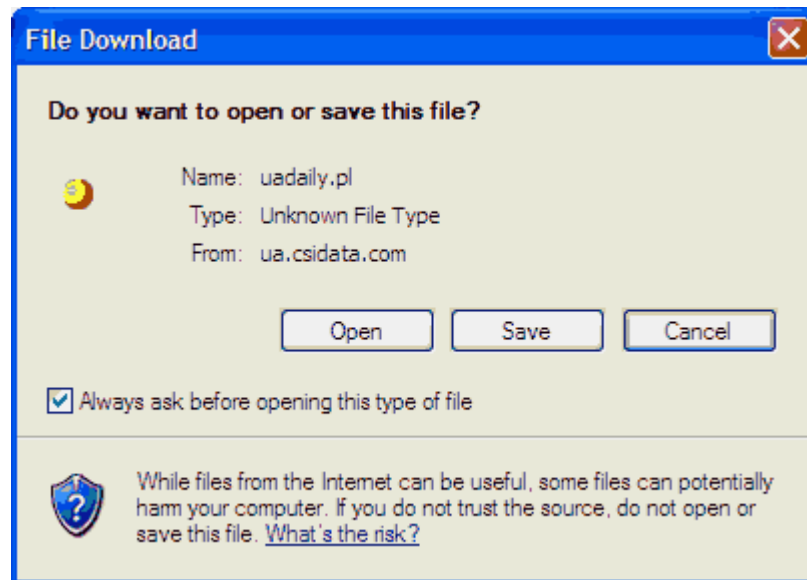 File Download
Do you want to open or save this file?
Name: uadaily.pl
Type: Unknown File Type
From: ua.csidata.com
Open Save Cancel
Always ask before opening this type of file
While files from the Internet can be useful, some files can potentially
harm your computer. If you do not trust the source, do not open or
save this file. What's the risk?